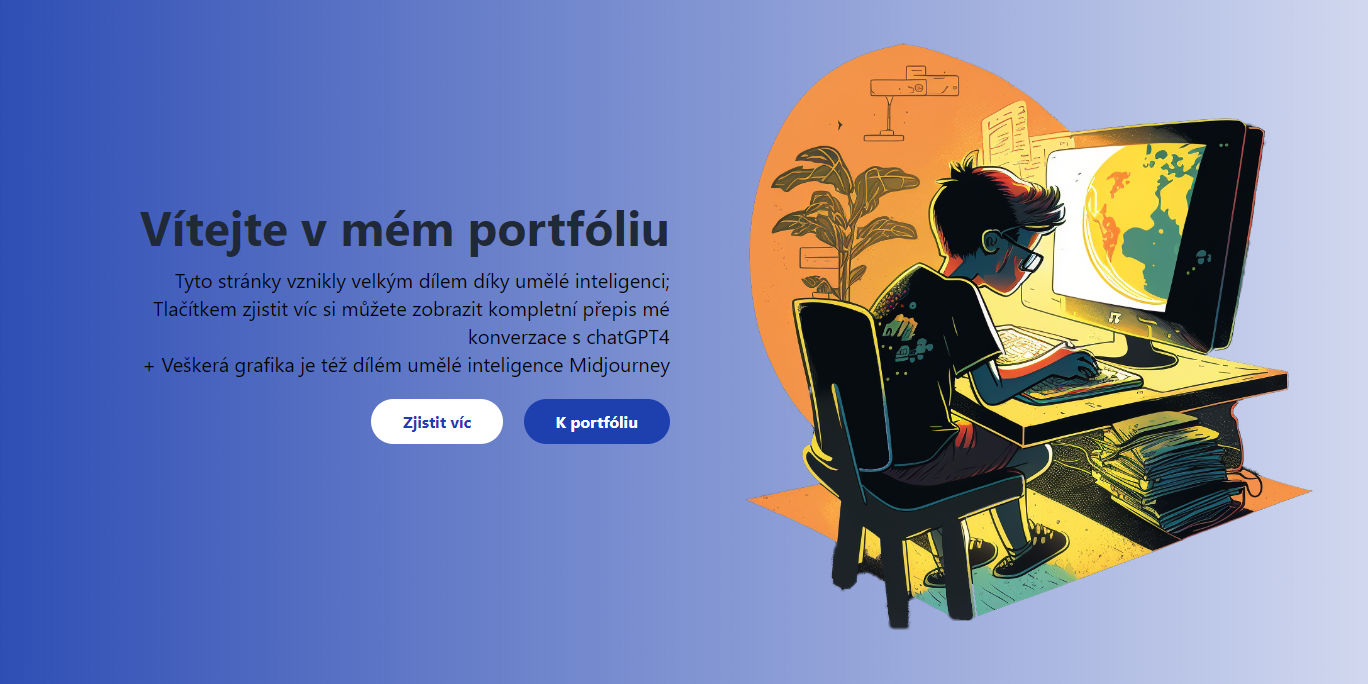 Vítejte v mém portfóliu
Tyto stránky vznikly velkým dílem díky umělé inteligenci;
Tlačítkem zjistit víc si můžete zobrazit kompletní přepis mé
konverzace s chatGPT4
+ Veškerá grafika je též dílém umělé inteligence Midjourney
Zjistit víc
K portfóliu